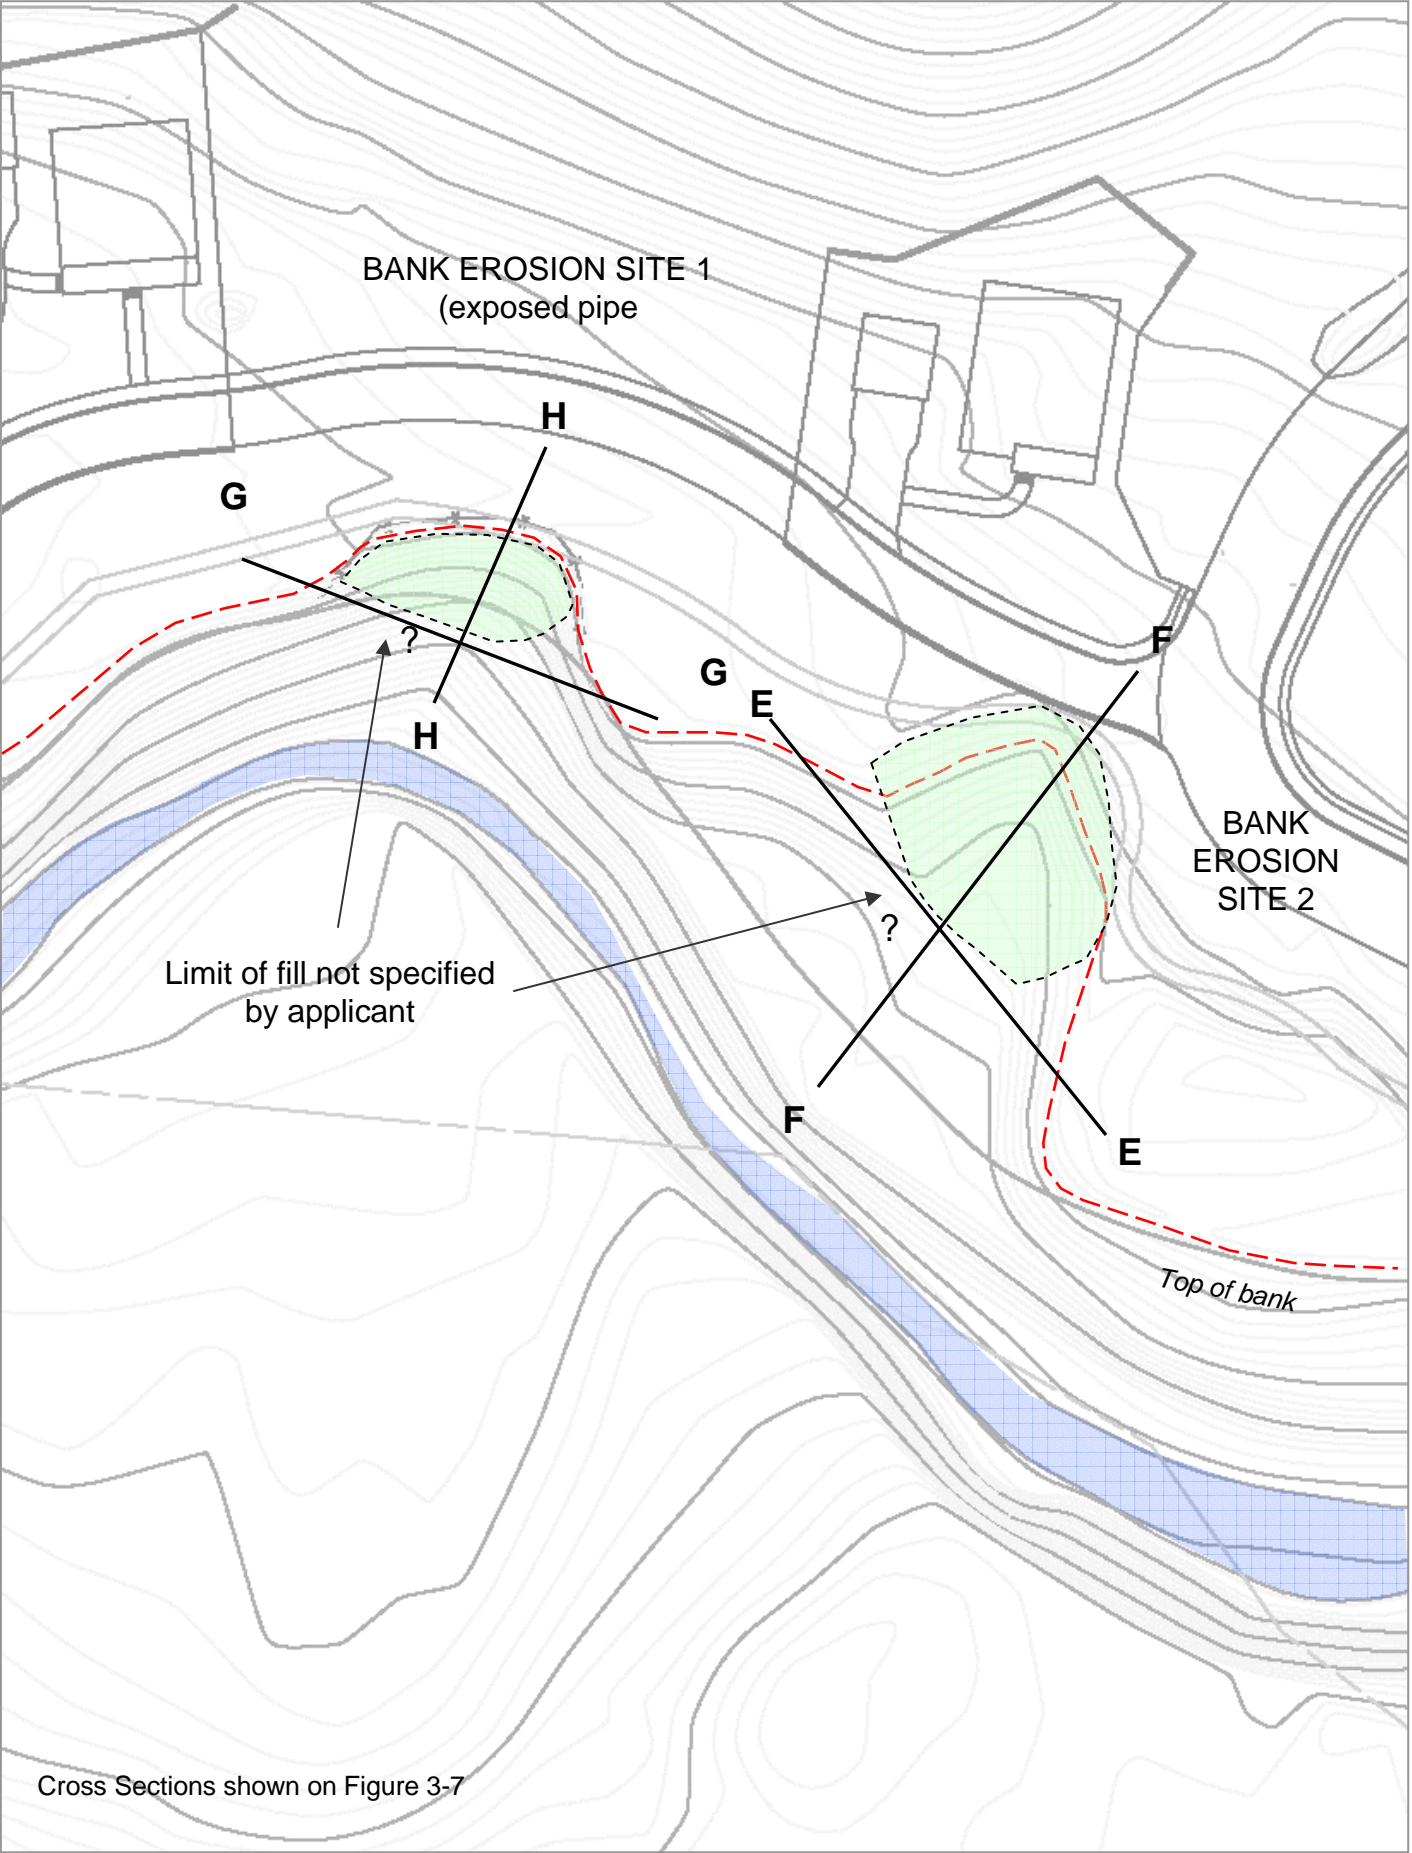 BANK EROSION SITE 1
(exposed pipe
H
G
F
?
G
E
H
BANK
EROSION
SITE 2
?
Limit of fill not specified
by applicant
F
E
Top of bank
Cross Sections shown on Figure 3-7